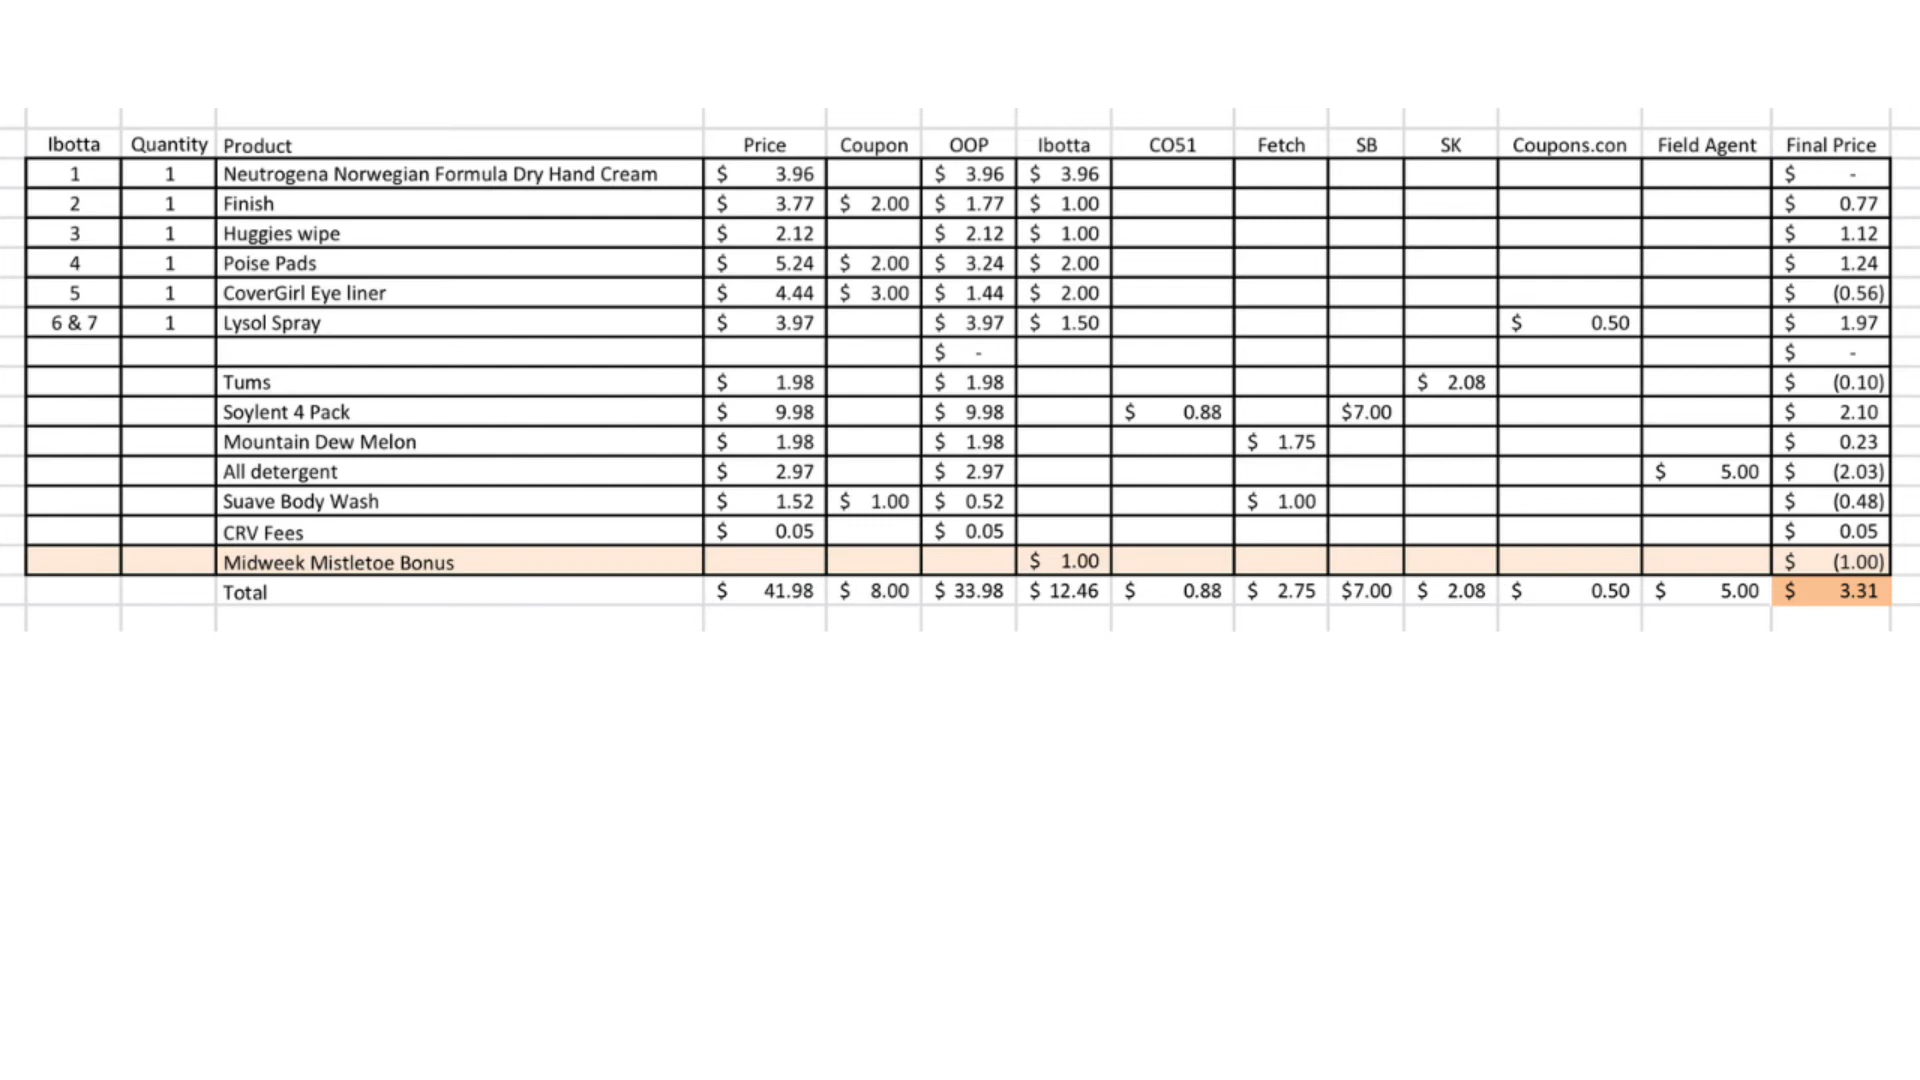 Ibotta Quantity Product Price Coupon OOP Ibotta CO51 Fetch SB SK Coupons.con Field Agent Final Price
1 1 Neutrogena Norwegian Formula Dry Hand Cream $ 3.96 $ 3.96 $ 3.96 $ -
2 1 Finish $ 3.77 $ 2.00 $ 1.77 $ 1.00 $ 0.77
3 1 Huggies wipe $ 2.12 $ 2.12 $ 1.00 $ 1.12
4 1 Poise Pads $ 5.24 $ 2.00 $ 3.24 $ 2.00 $ 1.24
5 1 CoverGirl Eye liner $ 4.44 $ 3.00 $ 1.44 $ 2.00 $ (0.56)
6 & 7 1 Lysol Spray $ 3.97 $ 3.97 $ 1.50 $ 0.50 $ 1.97
$ - $ -
Tums $ 1.98 $ 1.98 $ 2.08 $ (0.10)
Soylent 4 Pack $ 9.98 $ 9.98 $ 0.88 $7.00 $ 2.10
Mountain Dew Melon $ 1.98 $ 1.98 $ 1.75 $ 0.23
All detergent $ 2.97 $ 2.97 $ 5.00 $ (2.03)
Suave Body Wash $ 1.52 $ 1.00 $ 0.52 $ 1.00 $ (0.48)
CRV Fees $ 0.05 $ 0.05 $ 0.05
Midweek Mistletoe Bonus $ 1.00 $ (1.00)
Total $ 41.98 $ 8.00 $ 33.98 $ 12.46 $ 0.88 $ 2.75 $7.00 $ 2.08 $ 0.50 $ 5.00 $ 3.31